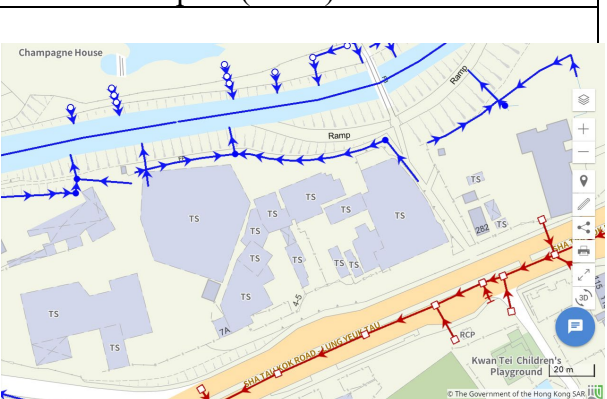 Champagne House
Ramp
Ramp
TS
TS
282 TS
TS
TS
TS
TS
TS
TS
TS
TS TS
TS
4-5
TS
TS
7A
SHA TAU KOK ROAD - LUNG YEUK TAU
RCP
Kwan Tei Children's
Playground
20 m
3D
© The Government of the Hong Kong SAR